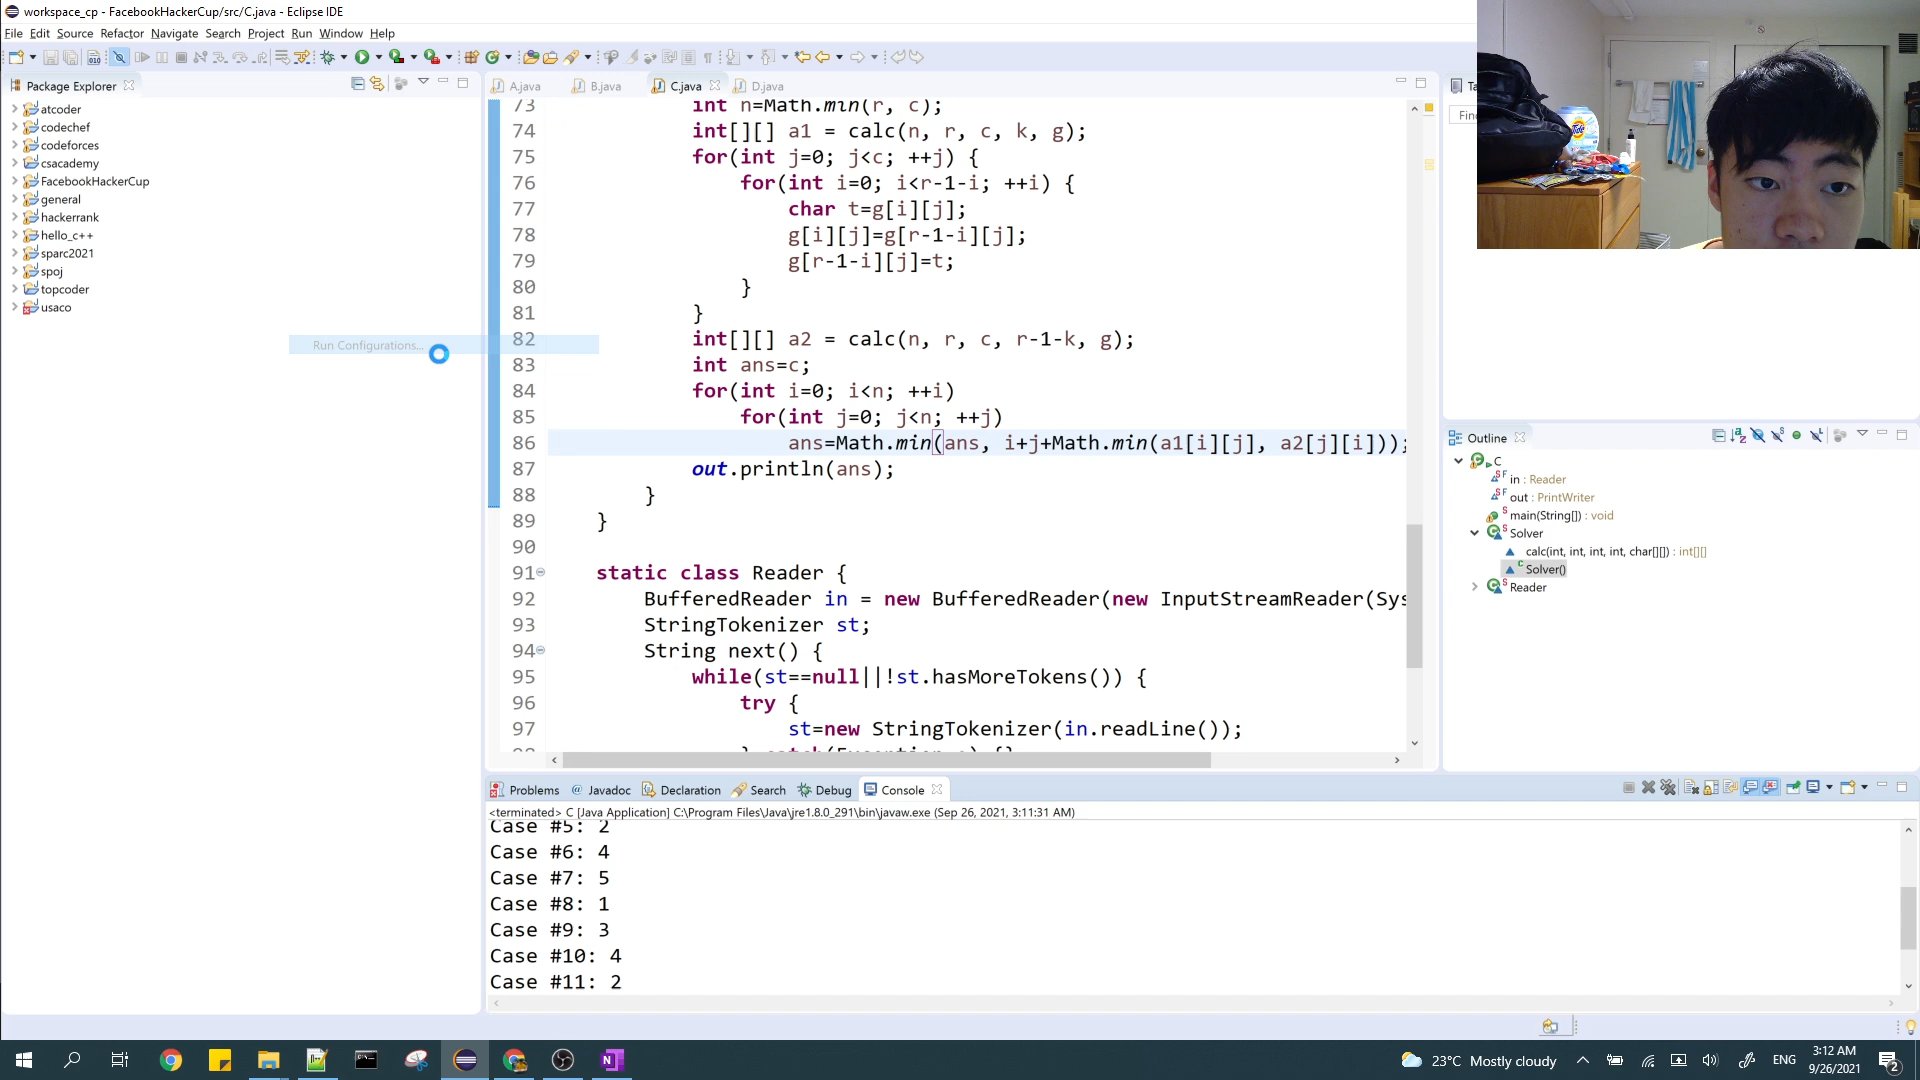 workspace_cp - FacebookHackerCup/src/C.java - Eclipse IDE
File Edit Source Refactor Navigate Search Project Run Window Help
Package Explorer
A.java B.java C.java D.java
atcoder
codechef
codeforces
csacademy
FacebookHackerCup
general
hackerrank
hello_c++
sparc2021
spoj
topcoder
usaco
Run Configurations...
73 int n=Math.min(r, c);
74 int[][] a1 = calc(n, r, c, k, g);
75 for(int j=0; j<c; ++j) {
76 for(int i=0; i<r-1-i; ++i) {
77 char t=g[i][j];
78 g[i][j]=g[r-1-i][j];
79 g[r-1-i][j]=t;
80 }
81 }
82 int[][] a2 = calc(n, r, c, r-1-k, g);
83 int ans=c;
84 for(int i=0; i<n; ++i)
85 for(int j=0; j<n; ++j)
86 ans=Math.min(ans, i+j+Math.min(a1[i][j], a2[j][i]));
87 out.println(ans);
88 }
89 }
90
91 static class Reader {
92 BufferedReader in = new BufferedReader(new InputStreamReader(Sys
93 StringTokenizer st;
94 String next() {
95 while(st==null||!st.hasMoreTokens()) {
96 try {
97 st=new StringTokenizer(in.readLine());
Tide
Outline
C
in : Reader
out : PrintWriter
main(String[]) : void
Solver
calc(int, int, int, int, char[][]) : int[][]
Solver()
Reader
Problems @ Javadoc Declaration Search Debug Console
<terminated> C [Java Application] C:\Program Files\Java\jre1.8.0_291\bin\javaw.exe (Sep 26, 2021, 3:11:31 AM)
Case #5: 2
Case #6: 4
Case #7: 5
Case #8: 1
Case #9: 3
Case #10: 4
Case #11: 2
23°C Mostly cloudy
ENG
3:12 AM
9/26/2021
2